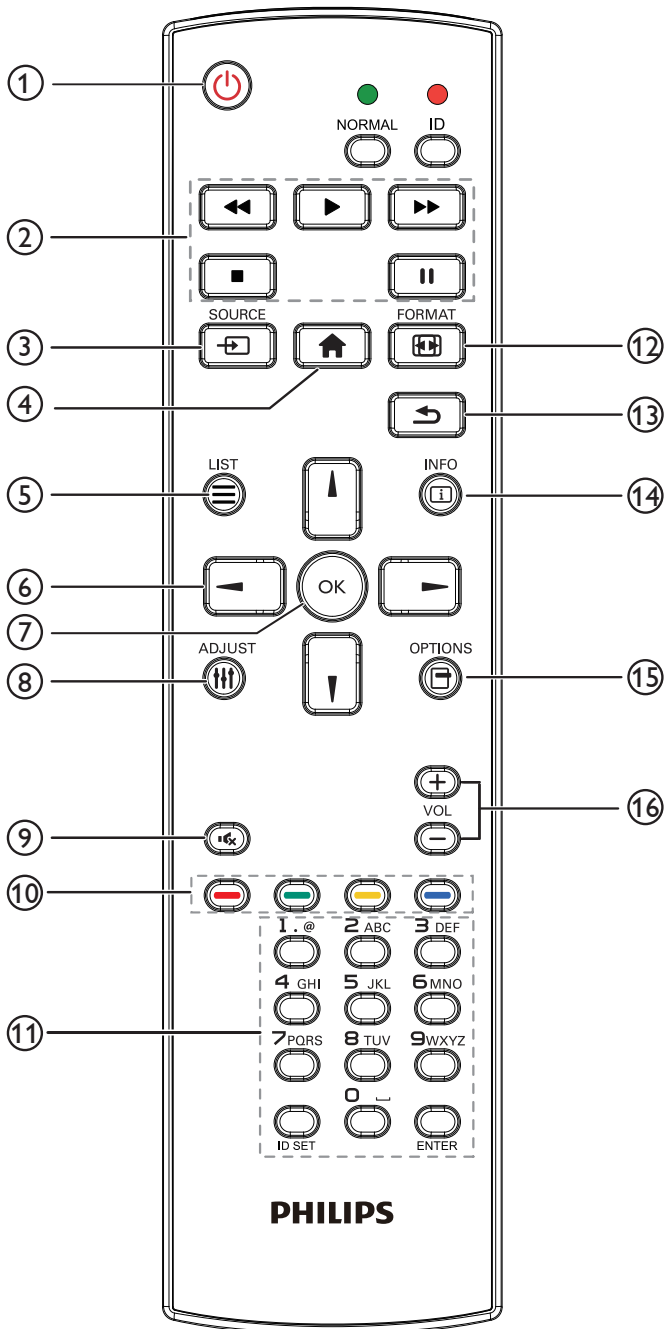 1
NORMAL ID
2
SOURCE FORMAT
3 12
4
13
LIST INFO
5 i 14
6 OK
7
ADJUST OPTIONS
8 15
+
VOL 16
9 −
10
1 . @ 2 ABC 3 DEF
4 GHI 5 JKL 6 MNO
11 7 PQRS 8 TUV 9 WXYZ
0 ⎵
ID SET ENTER
PHILIPS